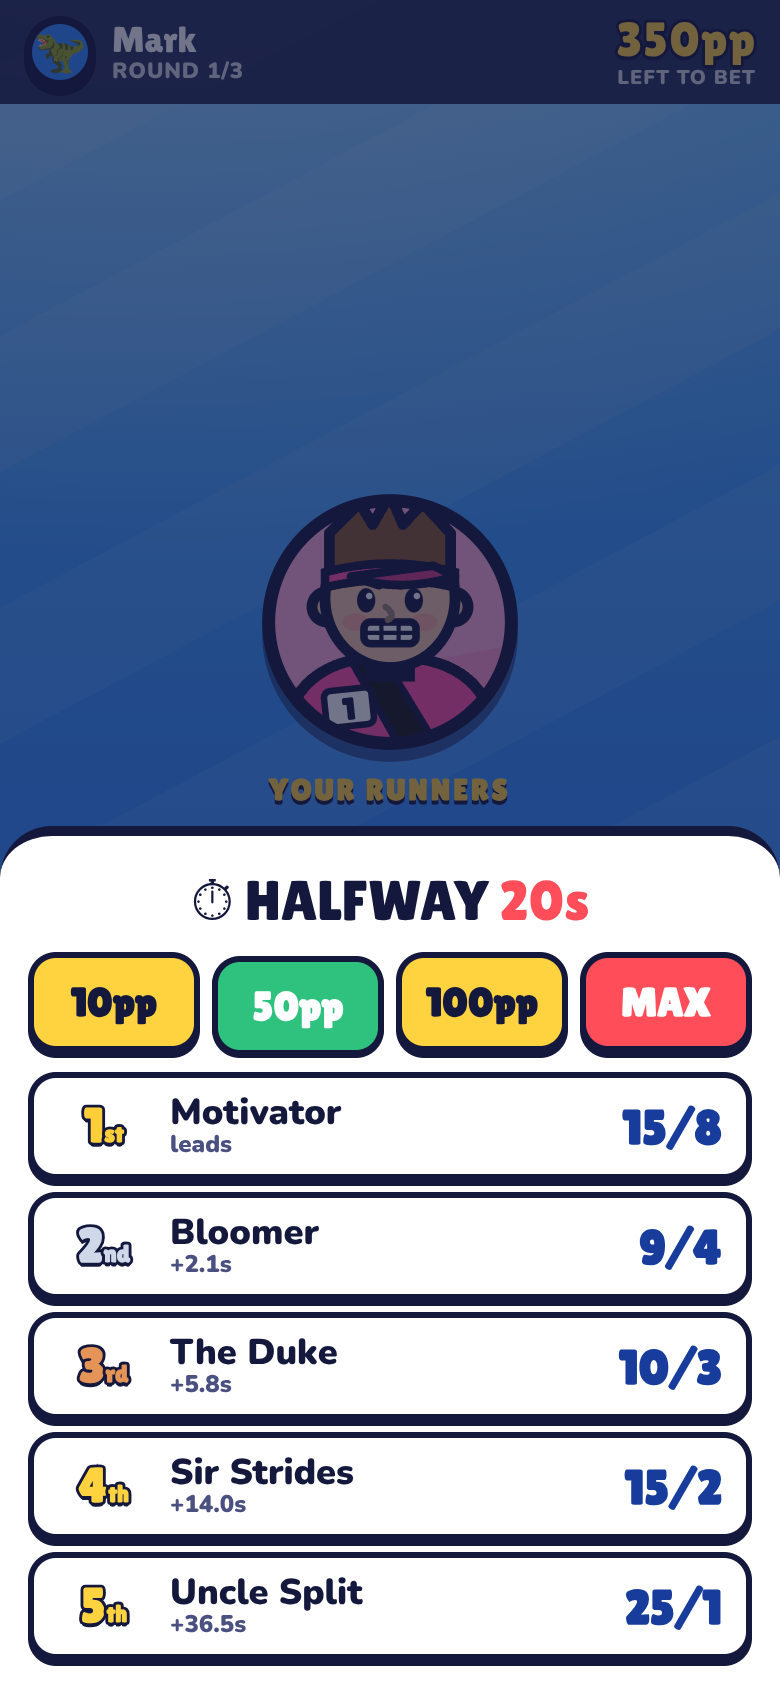 Mark
ROUND 1/3
350pp
LEFT TO BET
1
YOUR RUNNERS
HALFWAY 20s
10pp 50pp 100pp MAX
1st Motivator 15/8
leads
2nd Bloomer 9/4
+2.1s
3rd The Duke 10/3
+5.8s
4th Sir Strides 15/2
+14.0s
5th Uncle Split 25/1
+36.5s